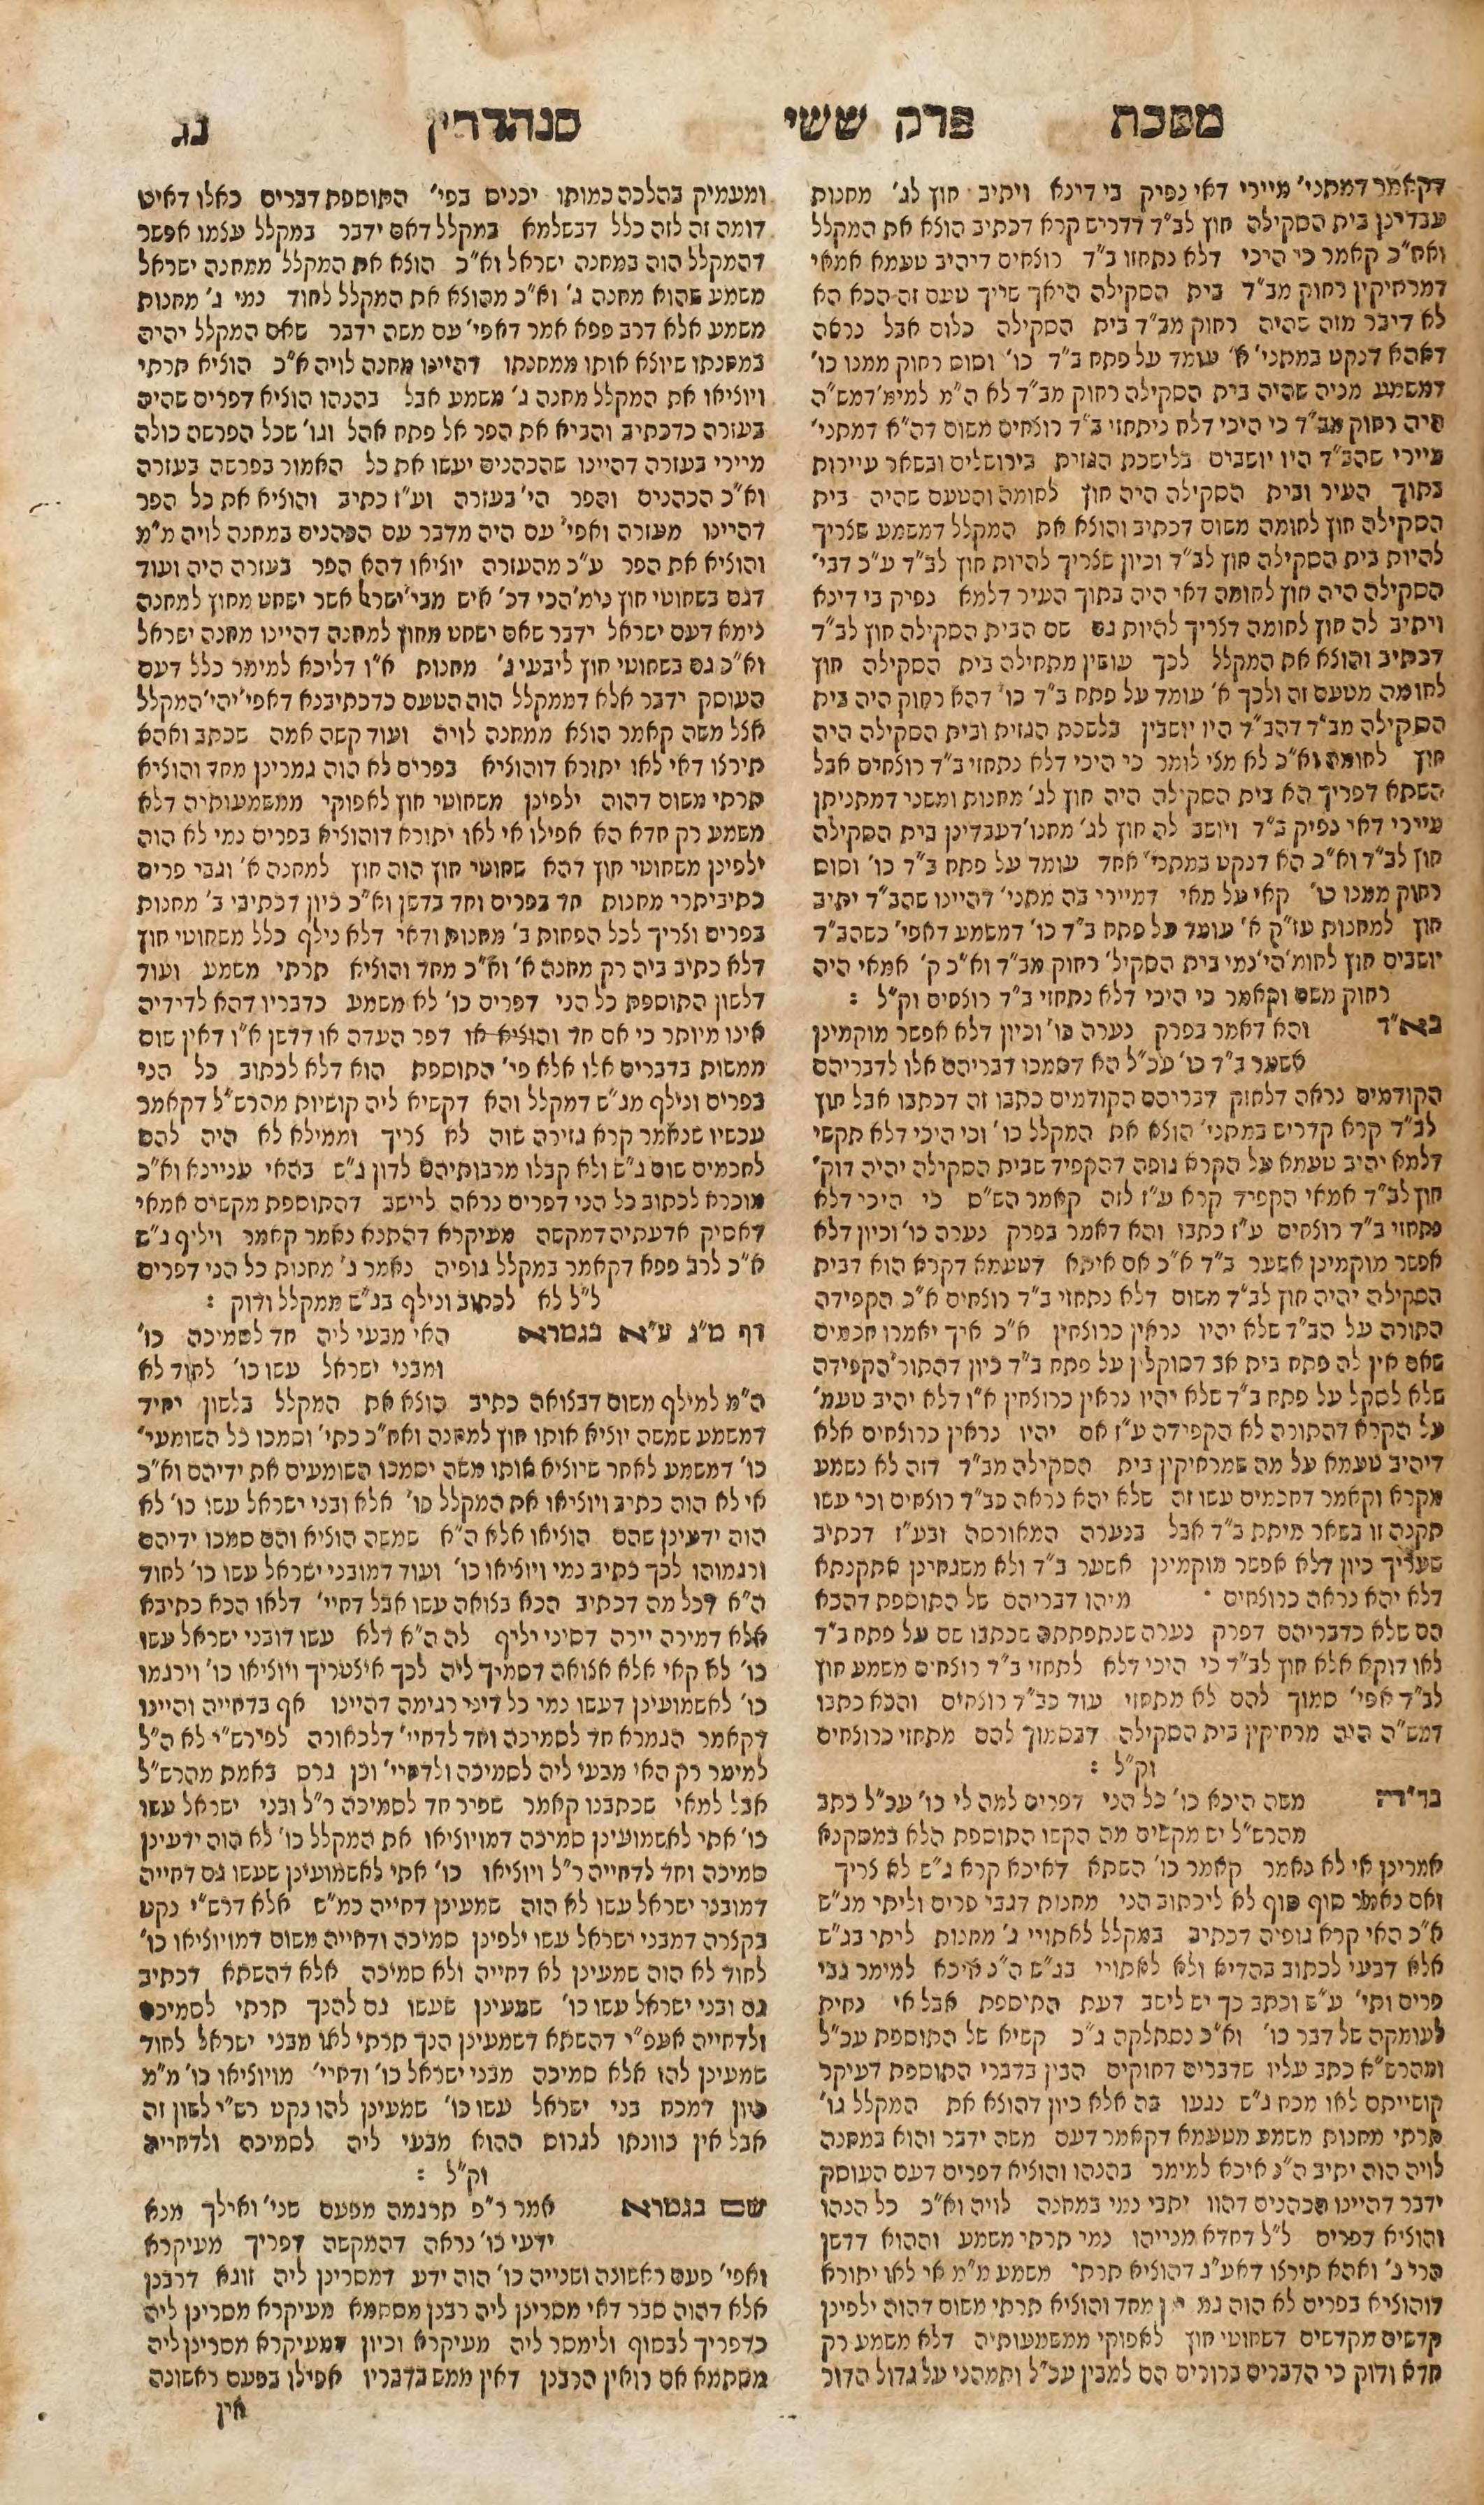 מסכת פרק ששי סנהדרין נג
דקאמר דמתני' מיירי דאי נפיק בי דינא ויתיב חוץ לג' מחנות
עבדינן בית הסקילה חוץ לב"ד דדריש קרא דכתיב הוצא את המקלל
ואח"כ קאמר כי היכי דלא נתחזו ב"ד רוצחים דיהיב טעמא אמאי
דמרחיקין רחוק מב"ד בית הסקילה היאך שייך טעם זה הכא הא
לא דיבר מזה שהיה רחוק מב"ד בית הסקילה כלום אבל נראה
דאהא דנקט במתני' א' עומד על פתח ב"ד כו' וסוס רחוק ממנו כו'
דמשמע מניה שהיה בית הסקילה רחוק מב"ד לא ה"מ למימ' דמש"ה
היה רחוק מב"ד כי היכי דלא ניתחזי ב"ד רוצחים משום דה"א דמתני'
מיירי שהב"ד היו יושבים בלישכת הגזית בירושלים ובשאר עיירות
בתוך העיר ובית הסקילה היה חוץ לחומה והטעם שהיה בית
הסקילה חוץ לחומה משום דכתיב והוצא את המקלל דמשמע שצריך
להיות בית הסקילה חוץ לב"ד וכיון שצריך להיות חוץ לב"ד ע"כ דבי'
הסקילה היה חוץ לחומה דאי היה בתוך העיר דלמא נפיק בי דינא
ויתיב לה חוץ לחומה דצריך להיות גם שם הבית הסקילה חוץ לב"ד
דכתיב והוצא את המקלל לכך עושין מתחילה בית הסקילה חוץ
לחומה מטעם זה ולכך א' עומד על פתח ב"ד כו' דהא רחוק היה בית
הסקילה מב"ד דהב"ד היו יושבין בלשכת הגזית ובית הסקילה היה
חוץ לחומה וא"כ לא מצי לומר כי היכי דלא נתחזי ב"ד רוצחים אבל
השתא דפריך הא בית הסקילה היה חוץ לג' מחנות ומשני דמתניתן
מיירי דאי נפיק ב"ד ויושב לה חוץ לג' מחנו' דעבדינן בית הסקילה
חוץ לב"ד וא"כ הא דנקט במתני' אחד עומד על פתח ב"ד כו' וסוס
רחוק ממנו כו' קאי על מאי דמיירי בה מתני' דהיינו שהב"ד יתיב
חוץ למחנות עז"ק א' עומד על פתח ב"ד כו' דמשמע דאפי' כשהב"ד
יושבים חוץ לחומ' הי' נמי בית הסקיל' רחוק מב"ד וא"כ ק' אמאי היה
רחוק משם וקאמר כי היכי דלא נתחזי ב"ד רוצחים וק"ל :
בא"ד והא דאמר בפרק נערה כו' וכיון דלא אפשר מוקמינן
אשער ב"ד כו' עכ"ל הא דסמכו דבריהם אלו לדבריהם
הקודמים נראה דלחזק דבריהם הקודמים כתבו זה דכתבו אבל חוץ
לב"ד קרא קדריש במתני' הוצא את המקלל כו' וכי היכי דלא תקשי
דלמא יהיב טעמא על הקרא גופה דהקפיד שבית הסקילה יהיה דוק'
חוץ לב"ד אמאי הקפיד קרא ע"ז לזה קאמר הש"ס כי היכי דלא
נתחזי ב"ד רוצחים ע"ז כתבו והא דאמר בפרק נערה כו' וכיון דלא
אפשר מוקמינן אשער ב"ד א"כ אם איתא דטעמא דקרא הוא דבית
הסקילה יהיה חוץ לב"ד משום דלא נתחזי ב"ד רוצחים א"כ הקפידה
התורה על הב"ד שלא יהיו נראין כרוצחין א"כ איך יאמרו חכמים
שאם אין לה פתח בית אב דסוקלין על פתח ב"ד כיון דהתור' הקפידה
שלא לסקל על פתח ב"ד שלא יהיו נראין כרוצחין א"ו דלא יהיב טעמ'
על הקרא דהתורה לא הקפידה ע"ז אם יהיו נראין כרוצחים אלא
דיהיב טעמא על מה שמרחיקין בית הסקילה מב"ד דזה לא נשמע
מקרא וקאמר דחכמים עשו זה שלא יהא נראה כב"ד רוצחים וכי עשו
תקנה זו בשאר מיתת ב"ד אבל בנערה המאורסה ובע"ז דכתיב
שעריך כיון דלא אפשר מוקמינן אשער ב"ד ולא משגחינן אתקנתא
דלא יהא נראה כרוצחים ' מיהו דבריהם של התוספת דהכא
הם שלא כדבריהם דפרק נערה שנתפתתה שכתבו שם על פתח ב"ד
לאו דוקא אלא חוץ לב"ד כי היכי דלא לתחזי ב"ד רוצחים משמע חוץ
לב"ד אפי' סמוך להם לא מתחזי עוד כב"ד רוצחים והכא כתבו
דמש"ה היה מרחיקין בית הסקילה דבסמוך להם מתחזי כרוצחים
וק"ל :
בד"ה משה היכא כו' כל הני דפרים למה לי כו' עכ"ל כתב
מהרש"ל יש מקשים מה הקשו התוספת הלא במסקנא
אמרינן אי לא נאמר קאמר כו' השתא דאיכא קרא ג"ש לא צריך
ואם נאמר סוף סוף לא ליכתוב הני מחנות דגבי פרים וליתי מג"ש
א"כ האי קרא גופיה דכתיב במקלל לאתויי ג' מחנות ליתי בג"ש
אלא דבעי לכתוב בהדיא ולא לאתויי בג"ש ה"נ איכא למימר גבי
פרים ותי' ע"ש וכתב כך יש לישב דעת התיספת אבל אי נחית
לעומקה של דבר כו' וא"כ נסתלקה ג"כ קשיא של התוספת עכ"ל
ומהרש"א כתב עליו שדברים דחוקים הבין בדברי התוספת דעיקר
קושייתם לאו מכח ג"ש נגעו בה אלא כיון דהוצא את המקלל גו'
תרתי מחנות משמע מטעמא דקאמר דעם משה ידבר והוא במחנה
לויה הוה יתיב ה"נ איכא למימר בהנהו והוציא דפרים דעם העוסק
ידבר דהיינו הכהנים דהוו יתבי נמי במחנה לויה וא"כ כל הנהו
והוציא דפרים ל"ל דחדא מנייהו נמי תרתי משמע וההוא דדשן
הרי ג' ואהא תירצו דאע"ג דהוציא תרתי משמע מ"מ אי לאו יתורא
דוהוציא בפרים לא הוה גמ ן מחד והוציא תרתי משום דהוה ילפינן
קדשים מקדשים דשחוטי חוץ לאפוקי ממשמעותיה דלא משמע רק
חדא ודוק כי הדברים ברורים הם למבין עכ"ל ותמהני על גדול הדור
ומעמיק בהלכה כמותו יכנים בפי' התוספת דברים כאלו דאיט
דומה זה לזה כלל דבשלמא במקלל דאם ידבר במקלל עצמו אפשר
דהמקלל הוה במחנה ישראל וא"כ הוצא את המקלל ממחנה ישראל
משמע שהוא מחנה ג' וא"כ מהוצא את המקלל לחוד נמי ג' מחנות
משמע אלא דרב פפא אמר דאפי' עם משה ידבר שאם המקלל יהיה
במחנתו שיוצא אותו ממחנתו דהיינו מחנה לויה א"כ הוציא תרתי
ויוציאו את המקלל מחנה ג' משמע אבל בהנהו הוציא דפרים שהיה
בעזרה כדכתיב והביא את הפר אל פתח אהל וגו' שכל הפרשה כולה
מיירי בעזרה דהיינו שהכהנים יעשו את כל האמור בפרשה בעזרה
וא"כ הכהנים והפר הי' בעזרה וע"ז כתיב והוציא את כל הפר
דהיינו מעזרה ואפי' עם היה מדבר עם הכהנים במחנה לויה מ"מ
והוציא את הפר ע"כ מהעזרה יוציאו דהא הפר בעזרה היה ועוד
דגם בשחוטי חוץ נימ' הכי דכ' איש מבי' ישרא' אשר ישחט מחוץ למחנה
נימא דעם ישראל ידבר שאם ישחט מחוץ למחנה דהיינו מחנה ישראל
וא"כ גם בשחוטי חוץ ליבעי ג' מחנות א"ו דליכא למימר כלל דעם
העוסק ידבר אלא דממקלל הוה הטעם כדכתיבנא דאפי' יהי' המקלל
אצל משה קאמר הוצא ממחנה לויה ועוד קשה אמה שכתב ואהא
תירצו דאי לאו יתורא דוהוציא בפרים לא הוה גמרינן מחד והוציא
תרתי משום דהוה ילפינן משחוטי חוץ לאפוקי ממשמעותיה דלא
משמע רק חדא הא אפילו אי לאו יתורא דוהוציא בפרים נמי לא הוה
ילפינן משחוטי חוץ דהא שחוטי חוץ הוה חוץ למחנה א' וגבי פרים
כתיבי תרי מחנות חד בפרים וחד בדשן וא"כ כיון דכתיבי ב' מחנות
בפרים וצריך לכל הפחות ב' מחנות ודאי דלא נילף כלל משחוטי חוץ
דלא כתיב ביה רק מחנה א' וא"כ מחד והוציא תרתי משמע ועוד
דלשון התוספת כל הני דפרים כו' לא משמע כדבריו דהא לדידיה
אינו מיותר כי אם חד והוציא או דפר העדה או דדשן א"ו דאין שום
ממשות בדברים אלו אלא פי' התוספת הוא דלא לכתוב כל הני
בפרים ונילף מג"ש דמקלל והא דקשיא ליה קושיות מהרש"ל דקאמר
עכשיו שנאמר קרא גזירה שוה לא צריך וממילא לא היה להם
לחכמים שום ג"ש ולא קבלו מרבותיהם לדון ג"ש בהאי עניינא וא"כ
מוכרא לכתוב כל הני דפרים נראה ליישב דהתוספת מקשים אמאי
דאסיק אדעתיה דמקשה מעיקרא דהתנא נאמר קאמר ויליף ג"ש
א"כ לרב פפא דקאמר במקלל גופיה נאמר ג' מחנות כל הני דפרים
ל"ל לא לכתוב ונילף בג"ש ממקלל ודוק :
דף מ"ג ע"א בגמרא האי מבעי ליה חד לסמיכה כו'
ומבני ישראל עשו כו' לחוד לא
ה"מ למילף משום דבצואה כתיב הוצא את המקלל בלשון יחיד
דמשמע שמשה יוציא אותו חוץ למחנה ואח"כ כתי' וסמכו כל השומעי'
כו' דמשמע לאחר שיוציא אותו משה יסמכו השומעים את ידיהם וא"כ
אי לא הוה כתיב ויוציאו את המקלל כו' אלא ובני ישראל עשו כו' לא
הוה ידעינן שהם הוציאו אלא ה"א שמשה הוציא והם סמכו ידיהם
ורגמוהו לכך כתיב נמי ויוציאו כו' ועוד דמובני ישראל עשו כו' לחוד
ה"א דכל מה דכתיב הכא בצואה עשו אבל דחיי' דלאו הכא כתיבא
אלא דמירה יירה דסיני יליף לה ה"א דלא עשו דובני ישראל עשו
כו' לא קאי אלא אצואה דסמיך ליה לכך איצטריך ויוציאו כו' וירגמו
כו' לאשמועינן דעשו נמי כל דיני רגימה דהיינו אף בדחייה והיינו
דקאמר הגמרא חד לסמיכה וחד לדחיי' דלכאורה לפירש"י לא ה"ל
למימר רק האי מבעי ליה לסמיכה ולדחיי' וכן גרס באמת מהרש"ל
אבל למאי שכתבנו קאמר שפיר חד לסמיכה ר"ל ובני ישראל עשו
כו' אתי לאשמועינן סמיכה דמויוציאו את המקלל כו' לא הוה ידעינן
סמיכה וחד לדחייה ר"ל ויוציאו כו' אתי לאשמועינן שעשו גם דחייה
דמובני ישראל עשו לא הוה שמעינן דחייה כמ"ש אלא דרש"י נקט
בקצרה דמבני ישראל עשו ילפינן סמיכה ודחייה משום דמויוציאו כו'
לחוד לא הוה שמעינן לא דחייה ולא סמיכה אלא דהשתא דכתיב
גם ובני ישראל עשו כו' שמעינן שעשו גם להנך תרתי לסמיכה
ולדחייה אעפ"י דהשתא דשמעינן הנך תרתי לאו מבני ישראל לחוד
שמעינן להו אלא סמיכה מבני ישראל כו' ודחיי' מויוציאו כו' מ"מ
כיון דמכח בני ישראל עשו כו' שמעינן להו נקט רש"י לשון זה
אבל אין כוונתו לגרוס ההוא מבעי ליה לסמיכה ולדחייה
וק"ל :
שם בגמרא אמר ר"פ תרגמה מפעם שני' ואילך מנא
ידעי כו' נראה דהמקשה דפריך מעיקרא
ואפי' פעם ראשונה ושנייה כו' הוה ידע דמסרינן ליה זוגא דרבנן
אלא דהוה סבר דאי מסרינן ליה רבנן מסתמא מעיקרא מסרינן ליה
כדפריך לבסוף ולימסר ליה מעיקרא וכיון דמעיקרא מסרינן ליה
מסתמא אם רואין הרבנן דאין ממש בדבריו אפילו בפעם ראשונה
אין